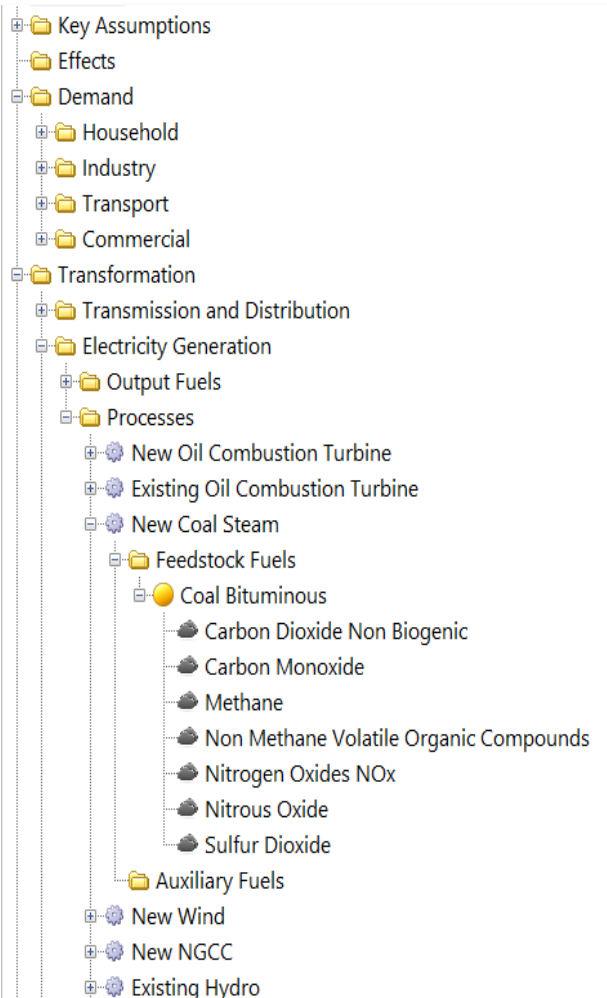 Key Assumptions
Effects
Demand
Household
Industry
Transport
Commercial
Transformation
Transmission and Distribution
Electricity Generation
Output Fuels
Processes
New Oil Combustion Turbine
Existing Oil Combustion Turbine
New Coal Steam
Feedstock Fuels
Coal Bituminous
Carbon Dioxide Non Biogenic
Carbon Monoxide
Methane
Non Methane Volatile Organic Compounds
Nitrogen Oxides NOx
Nitrous Oxide
Sulfur Dioxide
Auxiliary Fuels
New Wind
New NGCC
Existing Hydro